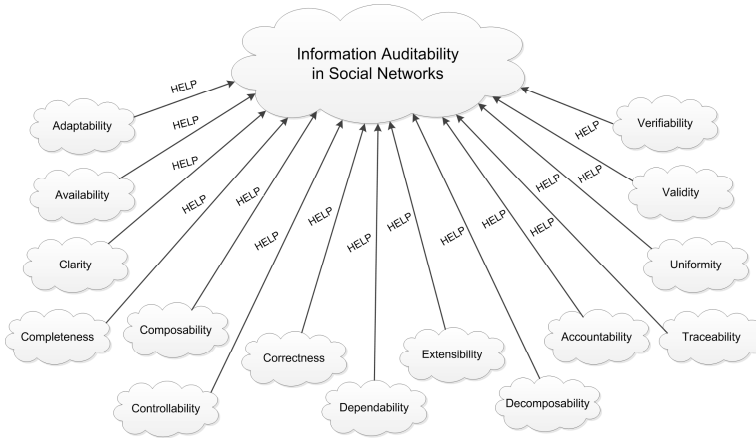 Information Auditability
in Social Networks
HELP
Adaptability
HELP
Verifiability
HELP
HELP
Availability
HELP
HELP
HELP
HELP
Validity
HELP
HELP
HELP
HELP
HELP
HELP
HELP
Clarity
Uniformity
Completeness
Composability
Correctness
Extensibility
Accountability
Traceability
Controllability
Dependability
Decomposability